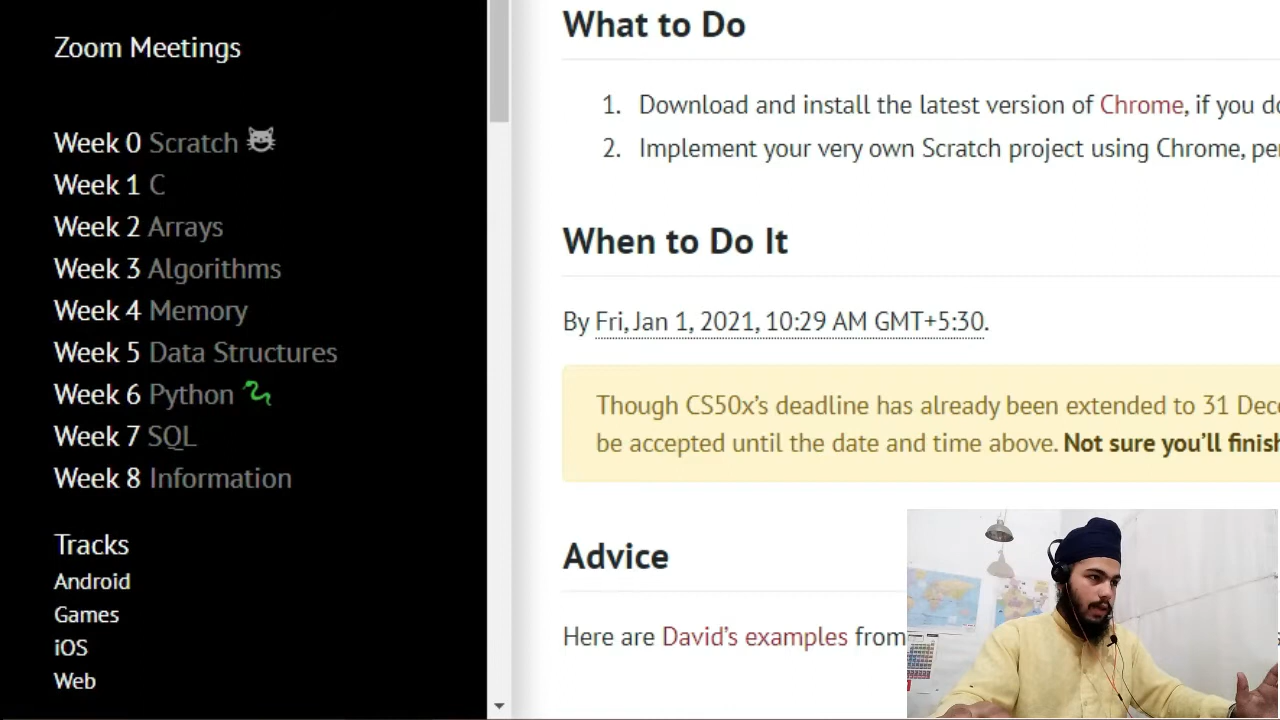 Zoom Meetings
Week 0 Scratch
Week 1 C
Week 2 Arrays
Week 3 Algorithms
Week 4 Memory
Week 5 Data Structures
Week 6 Python
Week 7 SQL
Week 8 Information
Tracks
Android
Games
iOS
Web
What to Do
1. Download and install the latest version of Chrome, if you
2. Implement your very own Scratch project using Chrome,
When to Do It
By Fri, Jan 1, 2021, 10:29 AM GMT+5:30.
Though CS50x's deadline has already been extended to 31
be accepted until the date and time above. Not sure you'll
Advice
Here are David's examples from